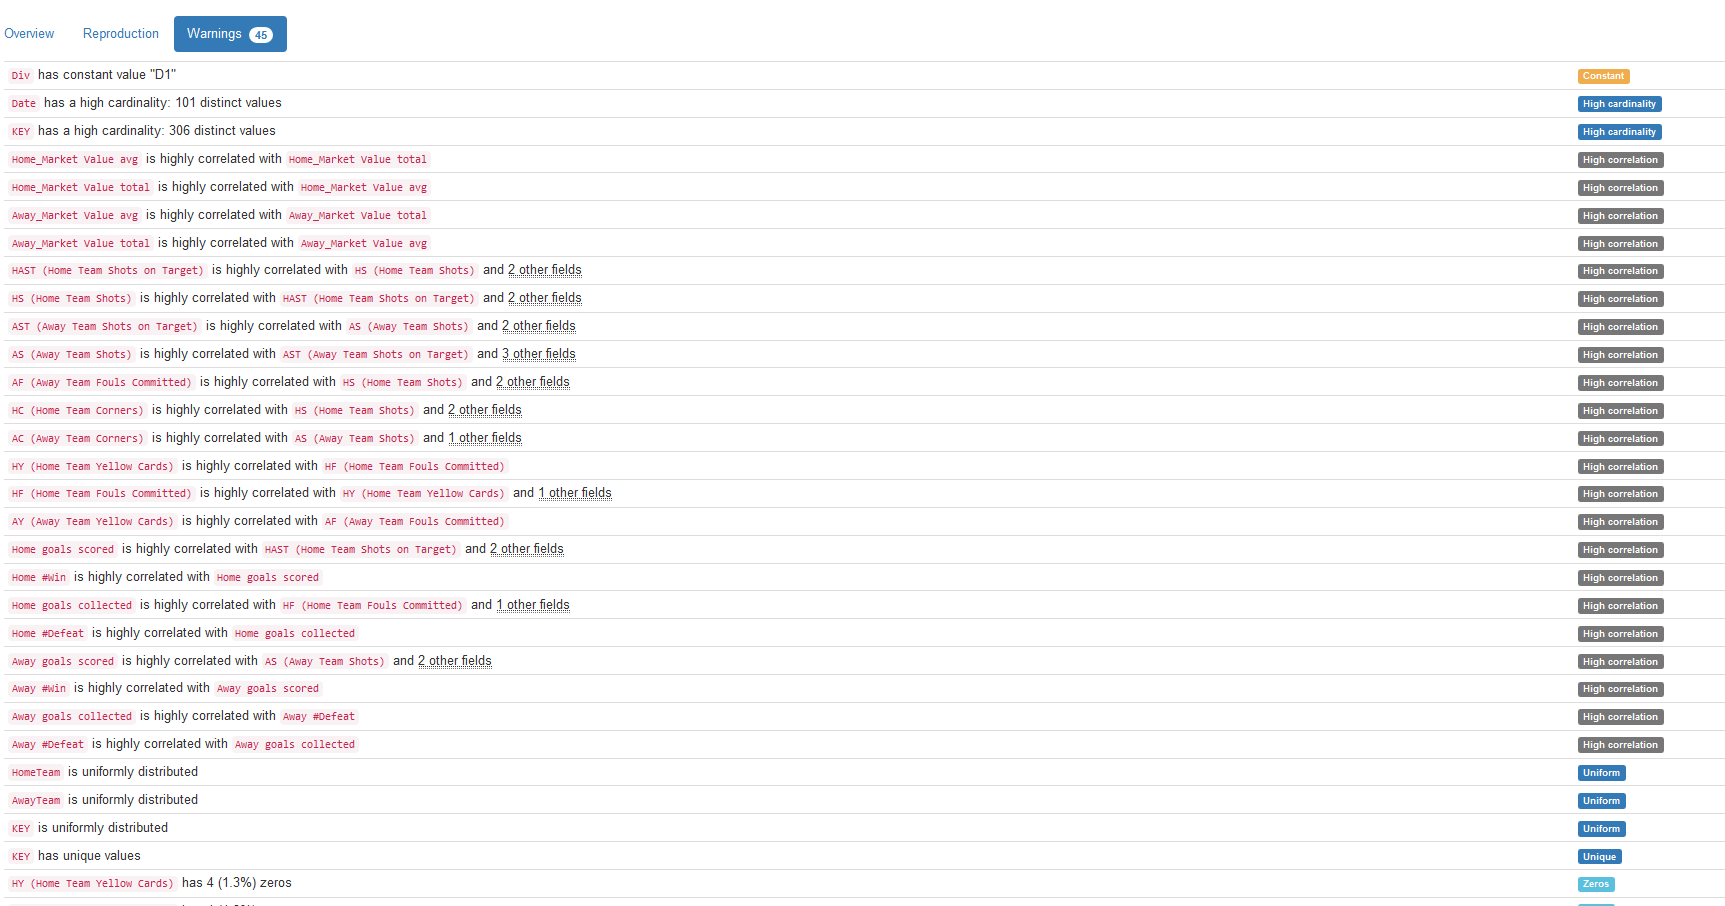 Overview Reproduction Warnings 45
Div has constant value "D1" Constant
Date has a high cardinality: 101 distinct values High cardinality
KEY has a high cardinality: 306 distinct values High cardinality
Home_Market Value avg is highly correlated with Home_Market Value total High correlation
Home_Market Value total is highly correlated with Home_Market Value avg High correlation
Away_Market Value avg is highly correlated with Away_Market Value total High correlation
Away_Market Value total is highly correlated with Away_Market Value avg High correlation
HAST (Home Team Shots on Target) is highly correlated with HS (Home Team Shots) and 2 other fields High correlation
HS (Home Team Shots) is highly correlated with HAST (Home Team Shots on Target) and 2 other fields High correlation
AST (Away Team Shots on Target) is highly correlated with AS (Away Team Shots) and 2 other fields High correlation
AS (Away Team Shots) is highly correlated with AST (Away Team Shots on Target) and 3 other fields High correlation
AF (Away Team Fouls Committed) is highly correlated with HS (Home Team Shots) and 2 other fields High correlation
HC (Home Team Corners) is highly correlated with HS (Home Team Shots) and 2 other fields High correlation
AC (Away Team Corners) is highly correlated with AS (Away Team Shots) and 1 other fields High correlation
HY (Home Team Yellow Cards) is highly correlated with HF (Home Team Fouls Committed) High correlation
HF (Home Team Fouls Committed) is highly correlated with HY (Home Team Yellow Cards) and 1 other fields High correlation
AY (Away Team Yellow Cards) is highly correlated with AF (Away Team Fouls Committed) High correlation
Home goals scored is highly correlated with HAST (Home Team Shots on Target) and 2 other fields High correlation
Home #Win is highly correlated with Home goals scored High correlation
Home goals collected is highly correlated with HF (Home Team Fouls Committed) and 1 other fields High correlation
Home #Defeat is highly correlated with Home goals collected High correlation
Away goals scored is highly correlated with AS (Away Team Shots) and 2 other fields High correlation
Away #Win is highly correlated with Away goals scored High correlation
Away goals collected is highly correlated with Away #Defeat High correlation
Away #Defeat is highly correlated with Away goals collected High correlation
HomeTeam is uniformly distributed Uniform
AwayTeam is uniformly distributed Uniform
KEY is uniformly distributed Uniform
KEY has unique values Unique
HY (Home Team Yellow Cards) has 4 (1.3%) zeros Zeros